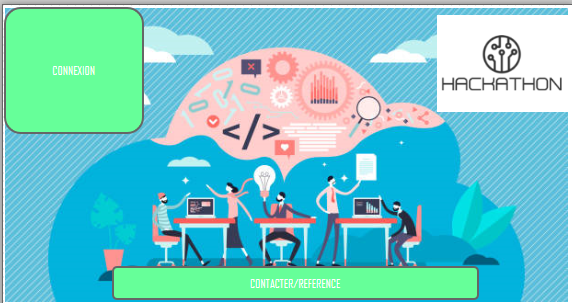 CONNEXION
HACKATHON
</>
CONTACTER/REFERENCE